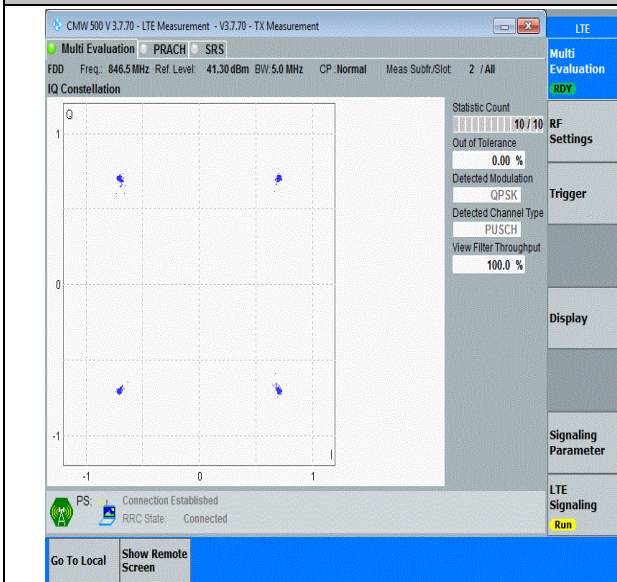 CMW 500 V 3.7.70 - LTE Measurement - V3.7.70 - TX Measurement
LTE
Multi Evaluation PRACH SRS
Multi
Evaluation
RDY
FDD Freq.: 846.5 MHz Ref. Level: 41.30 dBm BW: 5.0 MHz CP :Normal Meas Subfr./Slot: 2 / All
IQ Constellation
Q
1
0
-1
I
-1 0 1
Statistic Count
10 / 10
Out of Tolerance
0.00 %
Detected Modulation
QPSK
Detected Channel Type
PUSCH
View Filter Throughput
100.0 %
RF
Settings
Trigger
Display
Signaling
Parameter
LTE
Signaling
Run
PS: Connection Established
RRC State: Connected
Go To Local
Show Remote
Screen